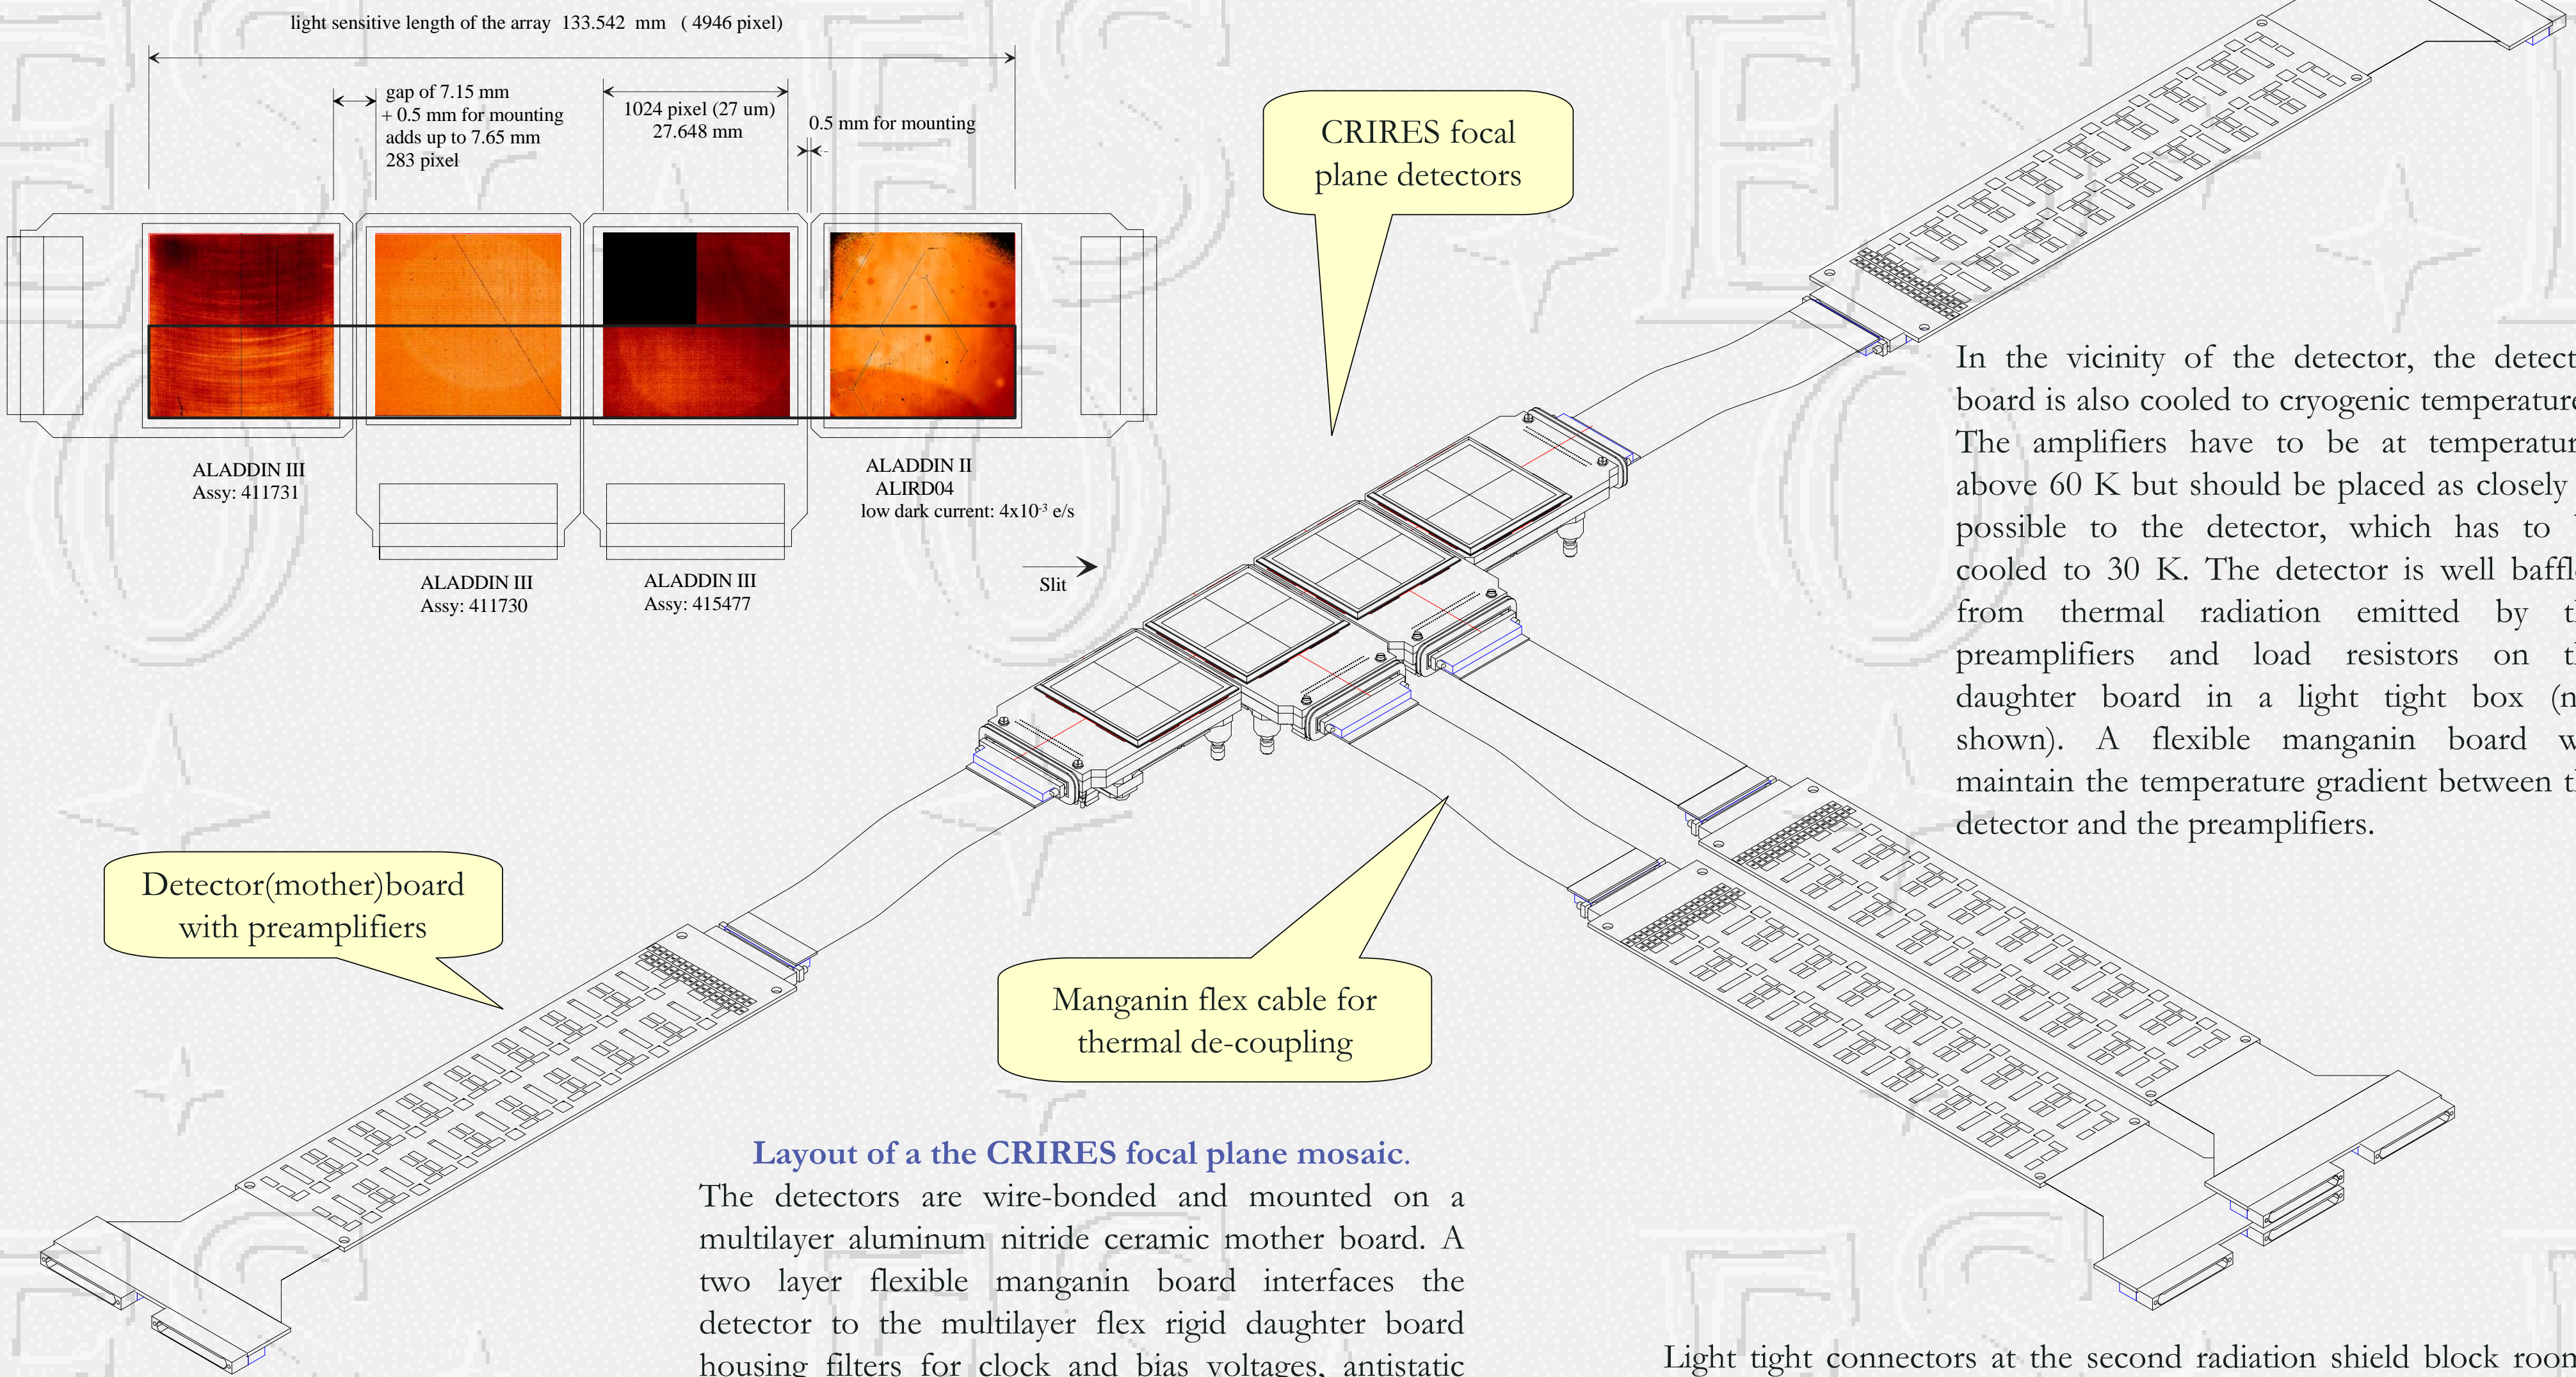 light sensitive length of the array 133.542 mm ( 4946 pixel)
gap of 7.15 mm
+ 0.5 mm for mounting
adds up to 7.65 mm
283 pixel
1024 pixel (27 um)
27.648 mm
0.5 mm for mounting
ALADDIN III
Assy: 411731
ALADDIN III
Assy: 411730
ALADDIN III
Assy: 415477
ALADDIN II
ALIRD04
low dark current: 4x10⁻³ e/s
Slit
CRIRES focal
plane detectors
In the vicinity of the detector, the detect
board is also cooled to cryogenic temperature
The amplifiers have to be at temperatur
above 60 K but should be placed as closely
possible to the detector, which has to
cooled to 30 K. The detector is well baffle
from thermal radiation emitted by th
preamplifiers and load resistors on th
daughter board in a light tight box (n
shown). A flexible manganin board w
maintain the temperature gradient between th
detector and the preamplifiers.
Detector(mother)board
with preamplifiers
Manganin flex cable for
thermal de-coupling
Layout of a the CRIRES focal plane mosaic.
The detectors are wire-bonded and mounted on a
multilayer aluminum nitride ceramic mother board. A
two layer flexible manganin board interfaces the
detector to the multilayer flex rigid daughter board
housing filters for clock and bias voltages, antistatic
Light tight connectors at the second radiation shield block room